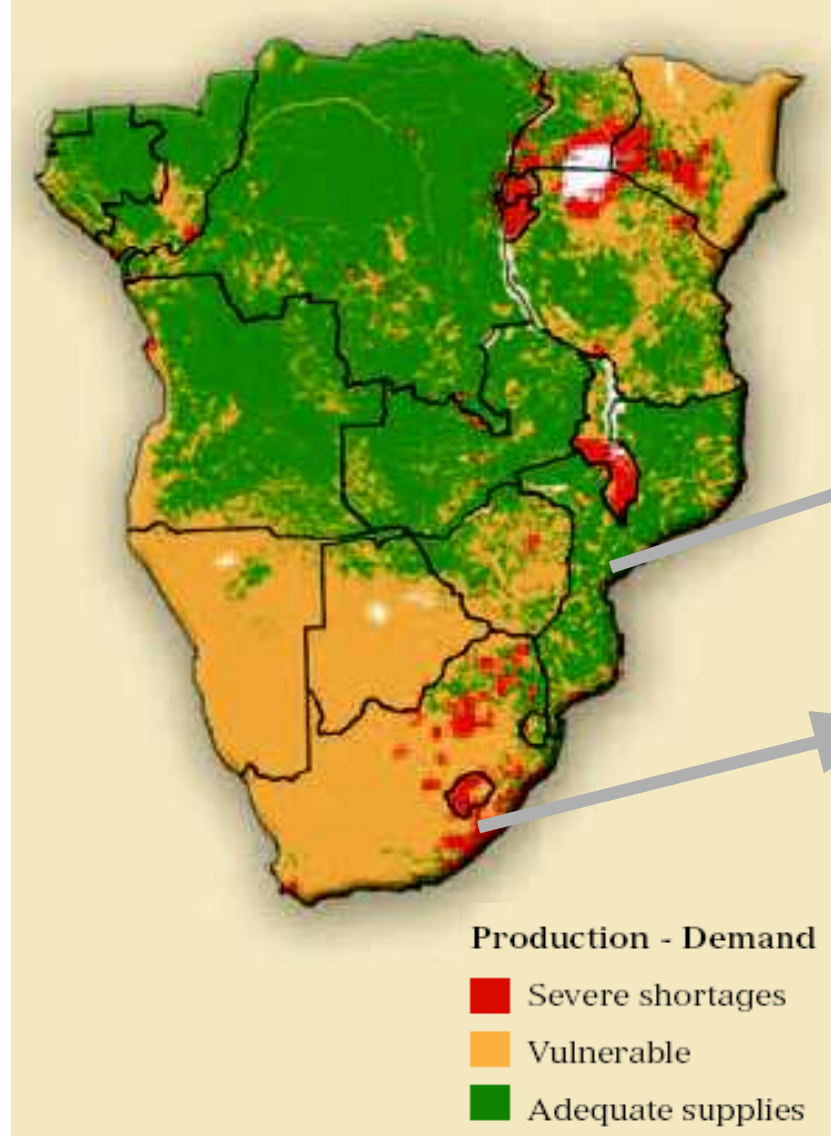 Production - Demand
Severe shortages
Vulnerable
Adequate supplies